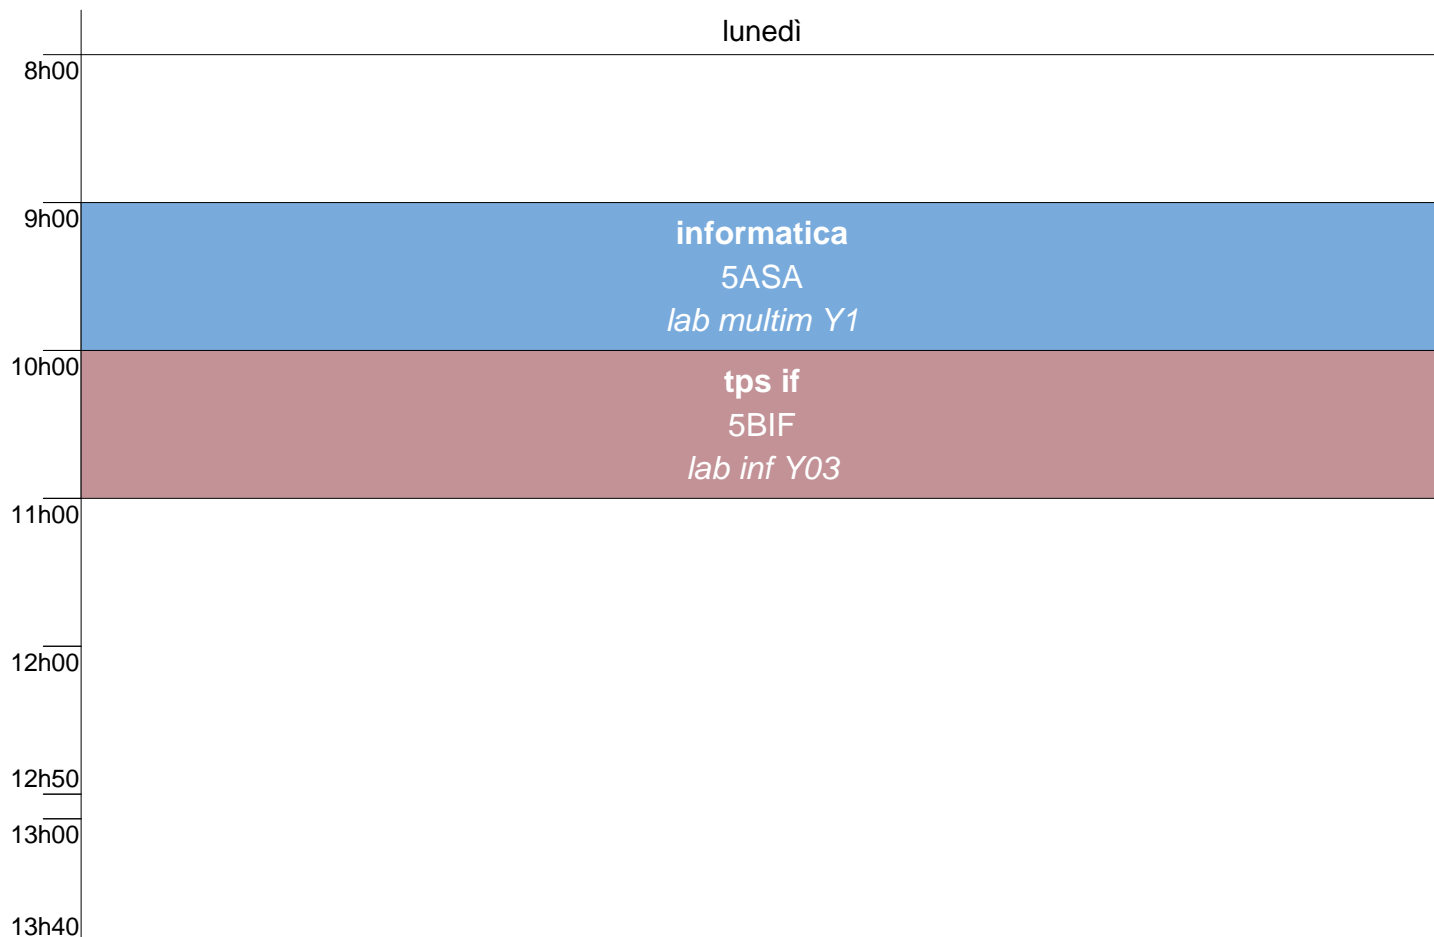 lunedì
8h00
9h00
informatica
5ASA
lab multim Y1
10h00
tps if
5BIF
lab inf Y03
11h00
12h00
12h50
13h00
13h40